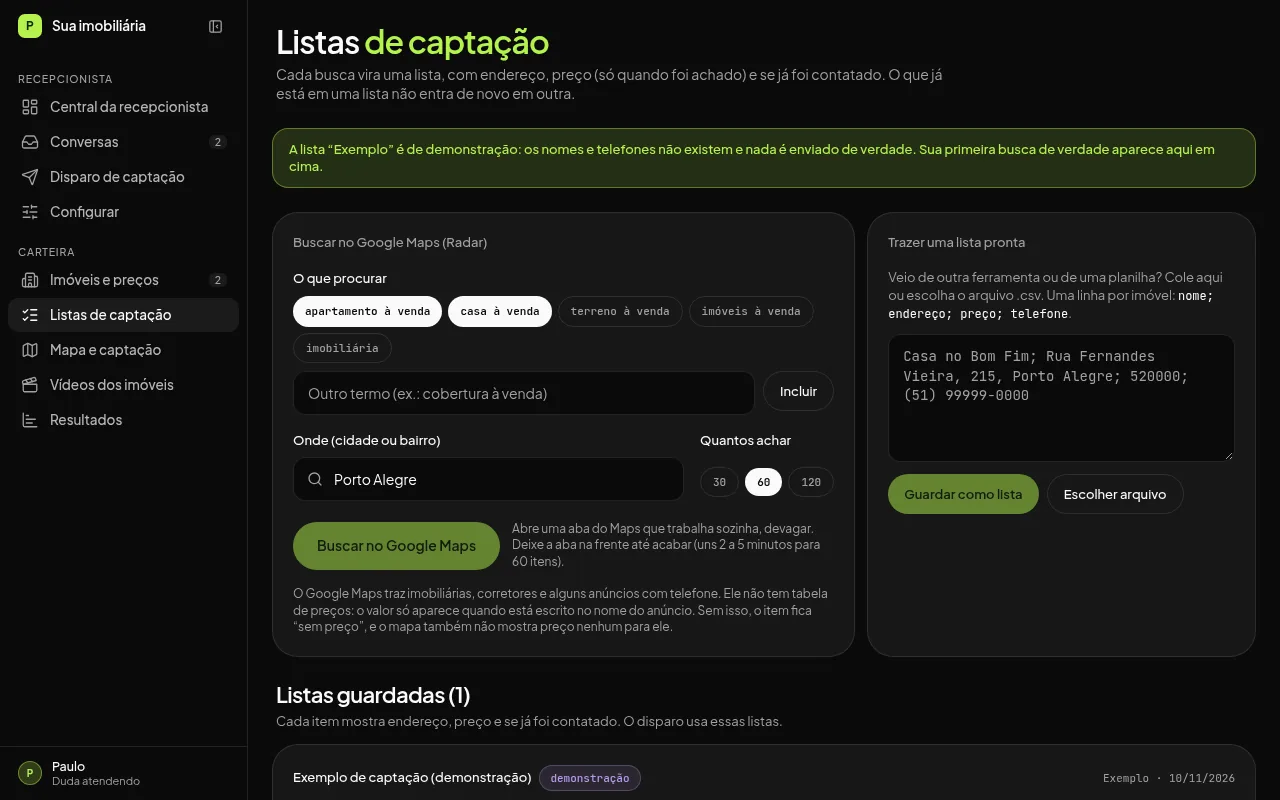 P Sua imobiliária
RECEPCIONISTA
Central da recepcionista
Conversas 2
Disparo de captação
Configurar
CARTEIRA
Imóveis e preços 2
Listas de captação
Mapa e captação
Vídeos dos imóveis
Resultados
P Paulo
Duda atendendo
Listas de captação
Cada busca vira uma lista, com endereço, preço (só quando foi achado) e se já foi contatado. O que já
está em uma lista não entra de novo em outra.
A lista “Exemplo” é de demonstração: os nomes e telefones não existem e nada é enviado de verdade. Sua primeira busca de verdade aparece aqui em
cima.
Buscar no Google Maps (Radar)
O que procurar
apartamento à venda casa à venda terreno à venda imóveis à venda
imobiliária
Outro termo (ex.: cobertura à venda) Incluir
Onde (cidade ou bairro) Quantos achar
Porto Alegre 30 60 120
Buscar no Google Maps
Abre uma aba do Maps que trabalha sozinha, devagar.
Deixe a aba na frente até acabar (uns 2 a 5 minutos para
60 itens).
O Google Maps traz imobiliárias, corretores e alguns anúncios com telefone. Ele não tem tabela
de preços: o valor só aparece quando está escrito no nome do anúncio. Sem isso, o item fica
“sem preço”, e o mapa também não mostra preço nenhum para ele.
Trazer uma lista pronta
Veio de outra ferramenta ou de uma planilha? Cole aqui
ou escolha o arquivo .csv. Uma linha por imóvel: nome;
endereço; preço; telefone.
Casa no Bom Fim; Rua Fernandes
Vieira, 215, Porto Alegre; 520000;
(51) 99999-0000
Guardar como lista Escolher arquivo
Listas guardadas (1)
Cada item mostra endereço, preço e se já foi contatado. O disparo usa essas listas.
Exemplo de captação (demonstração) demonstração Exemplo · 10/11/2026